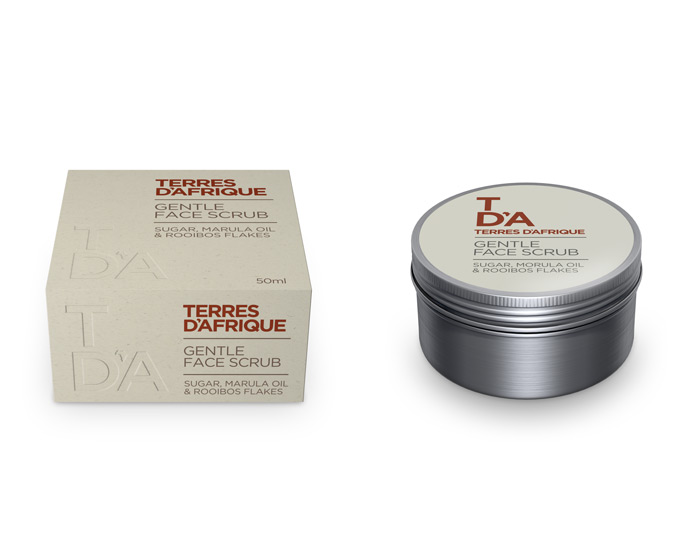 TERRES
D'AFRIQUE
GENTLE
FACE SCRUB
SUGAR, MARULA OIL
& ROOIBOS FLAKES
T
D'A
50ml
TERRES
D'AFRIQUE
GENTLE
FACE SCRUB
SUGAR, MARULA OIL
& ROOIBOS FLAKES
T
D'A
T
D'A
TERRES D'AFRIQUE
GENTLE
FACE SCRUB
SUGAR, MORULA OIL
& ROOIBOS FLAKES